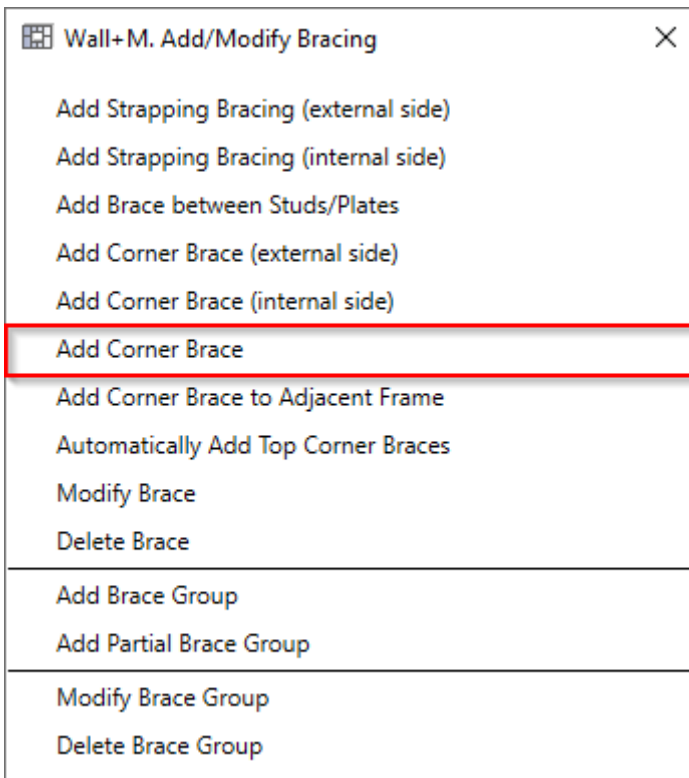 Wall+M. Add/Modify Bracing
Add Strapping Bracing (external side)
Add Strapping Bracing (internal side)
Add Brace between Studs/Plates
Add Corner Brace (external side)
Add Corner Brace (internal side)
Add Corner Brace
Add Corner Brace to Adjacent Frame
Automatically Add Top Corner Braces
Modify Brace
Delete Brace
Add Brace Group
Add Partial Brace Group
Modify Brace Group
Delete Brace Group